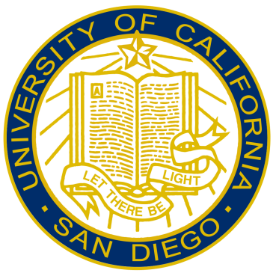 UNIVERSITY OF CALIFORNIA
SAN DIEGO
A
LET THERE BE
LIGHT